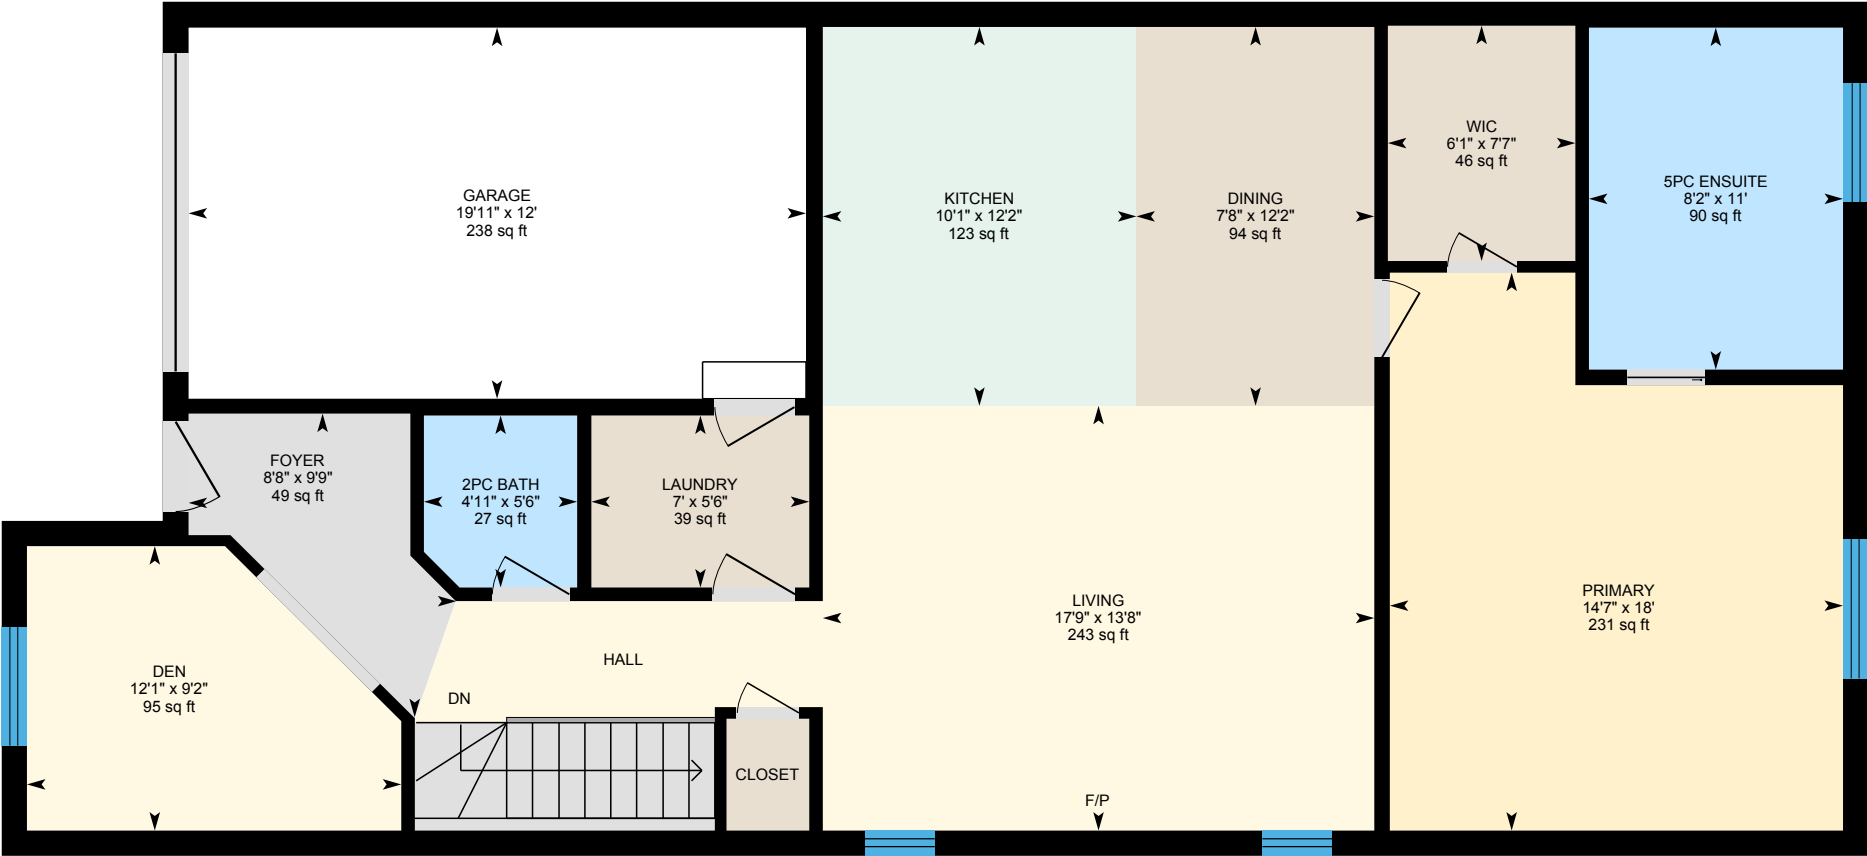 GARAGE
19'11" x 12'
238 sq ft
KITCHEN
10'1" x 12'2"
123 sq ft
DINING
7'8" x 12'2"
94 sq ft
WIC
6'1" x 7'7"
46 sq ft
5PC ENSUITE
8'2" x 11'
90 sq ft
FOYER
8'8" x 9'9"
49 sq ft
2PC BATH
4'11" x 5'6"
27 sq ft
LAUNDRY
7' x 5'6"
39 sq ft
LIVING
17'9" x 13'8"
243 sq ft
PRIMARY
14'7" x 18'
231 sq ft
HALL
DEN
12'1" x 9'2"
95 sq ft
DN
CLOSET
F/P